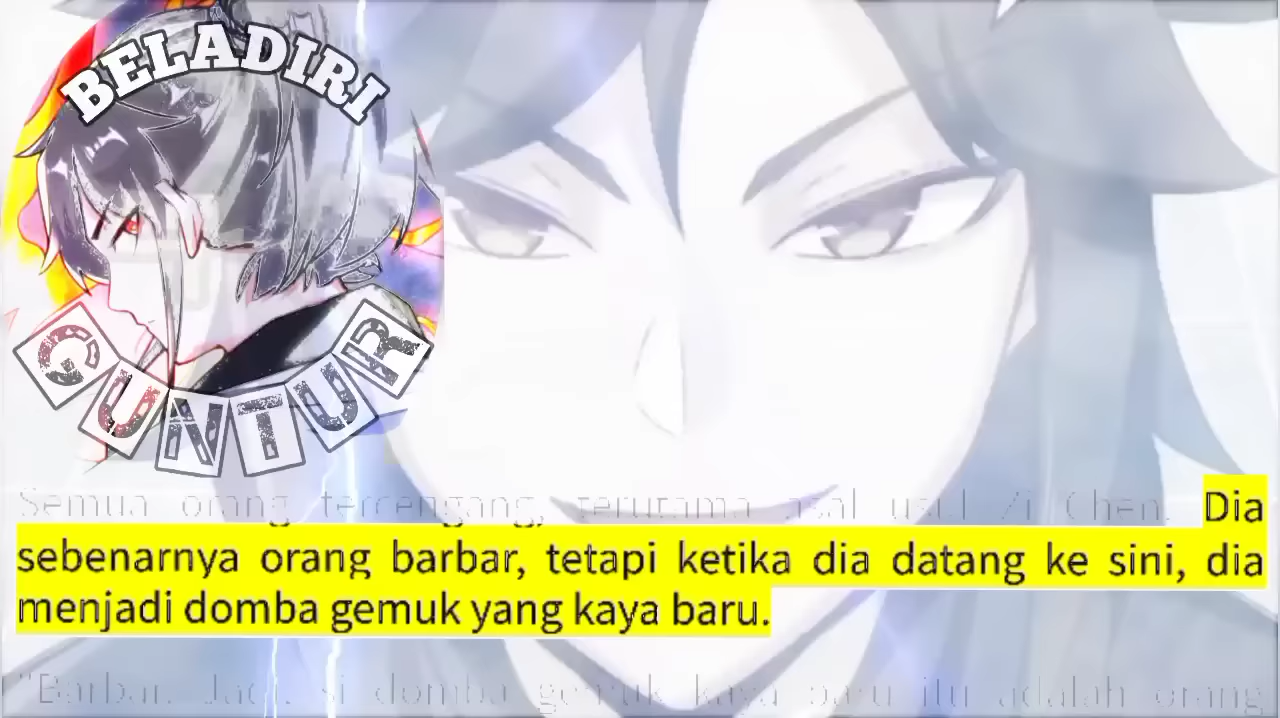 BELADIRI
GUNTUR
Semua orang tercengang, terutama asal usul Zi Chen. Dia
sebenarnya orang barbar, tetapi ketika dia datang ke sini, dia
menjadi domba gemuk yang kaya baru.
"Barbar. Jadi, si domba gemuk kaya baru itu adalah orang